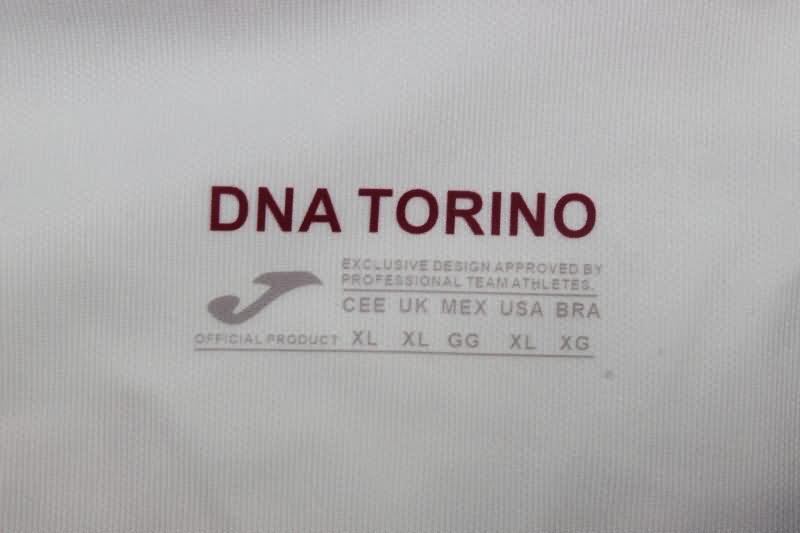 DNA TORINO
EXCLUSIVE DESIGN APPROVED BY
PROFESSIONAL TEAM ATHLETES.
CEE UK MEX USA BRA
OFFICIAL PRODUCT XL XL GG XL XG